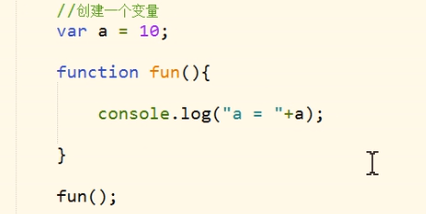 //创建一个变量
var a = 10;
function fun(){
console.log("a = "+a);
}
fun();